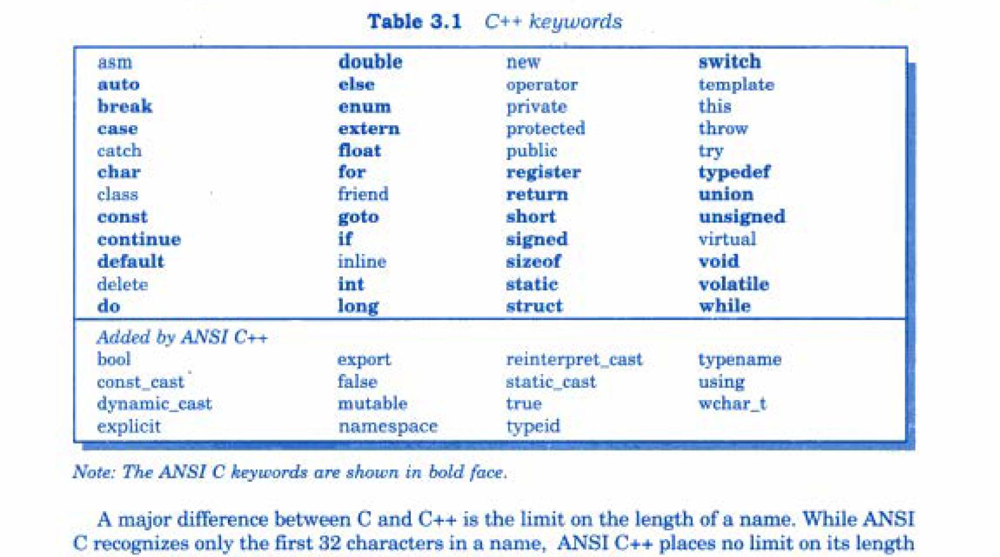 Table 3.1 C++ keywords
asm double new switch
auto else operator template
break enum private this
case extern protected throw
catch float public try
char for register typedef
class friend return union
const goto short unsigned
continue if signed virtual
default inline sizeof void
delete int static volatile
do long struct while
Added by ANSI C++
bool export reinterpret_cast typename
const_cast false static_cast using
dynamic_cast mutable true wchar_t
explicit namespace typeid
Note: The ANSI C keywords are shown in bold face.
A major difference between C and C++ is the limit on the length of a name. While ANSI
C recognizes only the first 32 characters in a name, ANSI C++ places no limit on its length